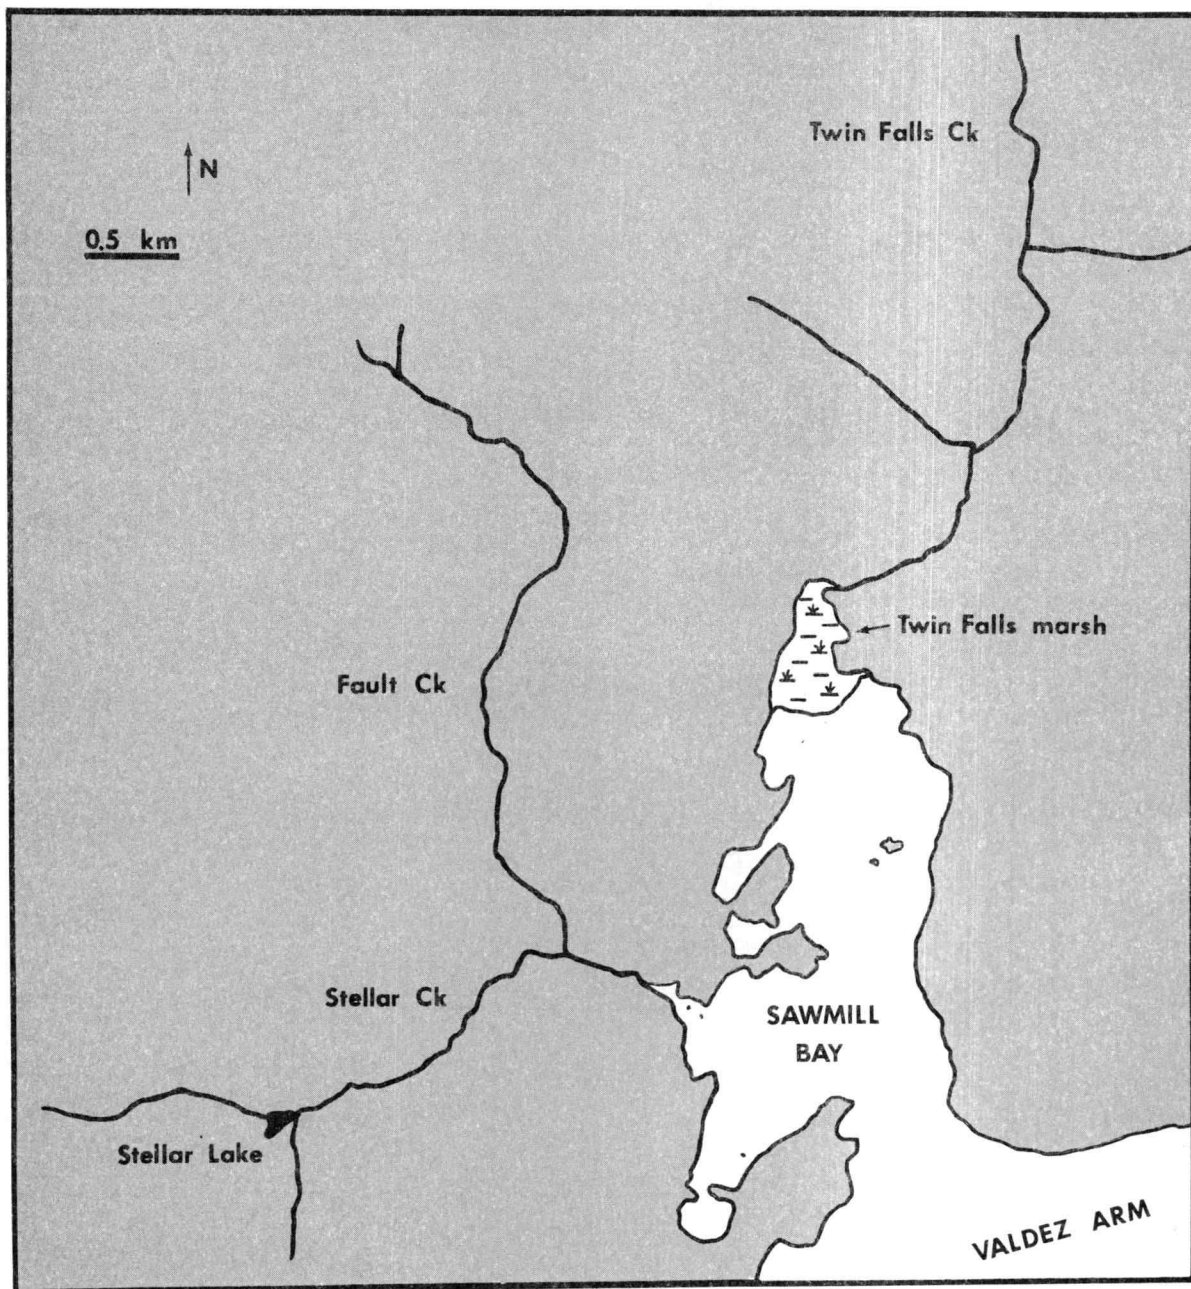 Twin Falls Ck
N
0.5 km
Twin Falls marsh
Fault Ck
Stellar Ck
SAWMILL
BAY
Stellar Lake
VALDEZ ARM